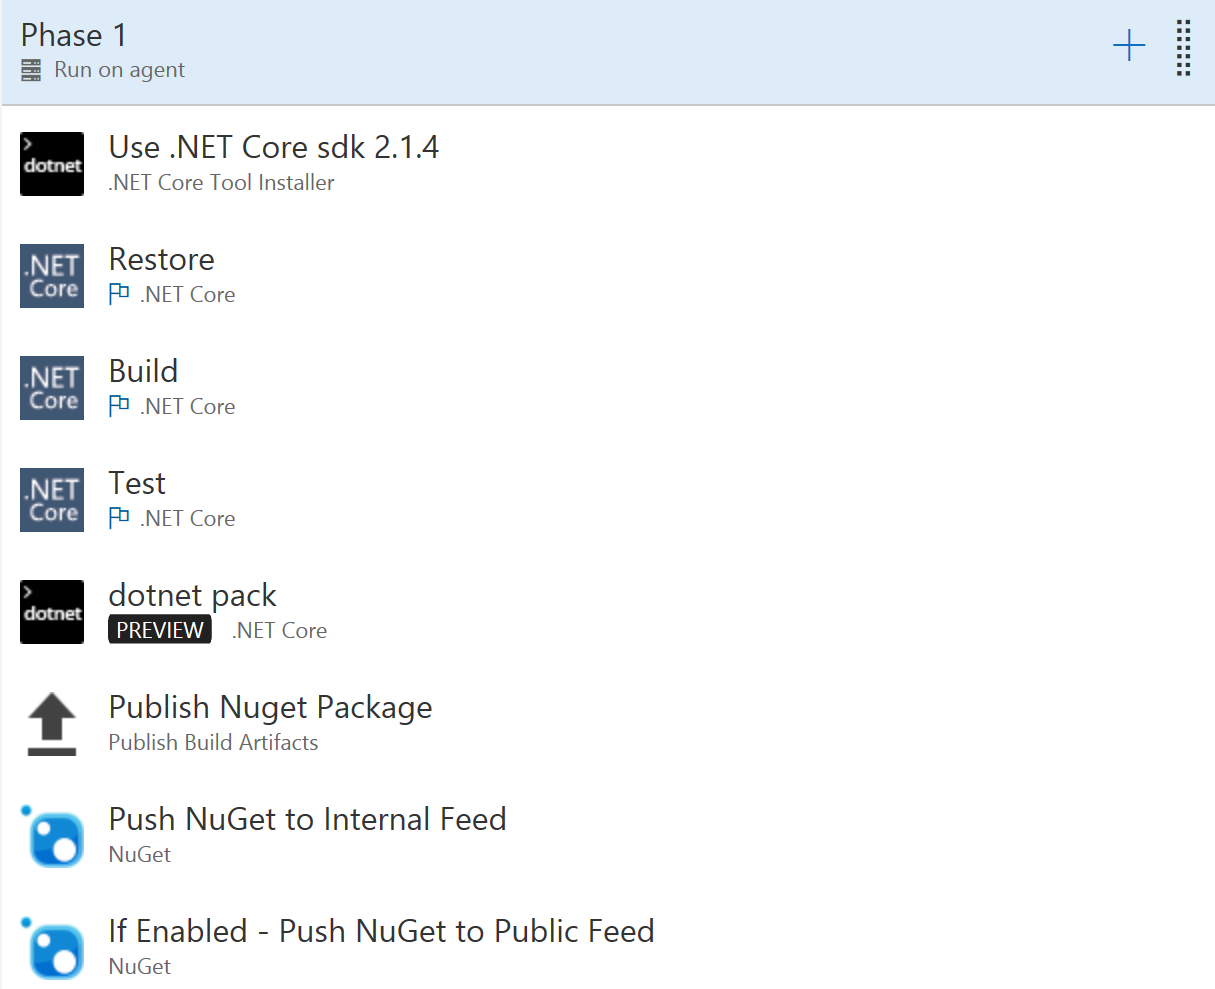 Phase 1
Run on agent
>
dotnet
Use .NET Core sdk 2.1.4
.NET Core Tool Installer
.NET
Core
Restore
.NET Core
.NET
Core
Build
.NET Core
.NET
Core
Test
.NET Core
>
dotnet
dotnet pack
PREVIEW .NET Core
Publish Nuget Package
Publish Build Artifacts
Push NuGet to Internal Feed
NuGet
If Enabled - Push NuGet to Public Feed
NuGet